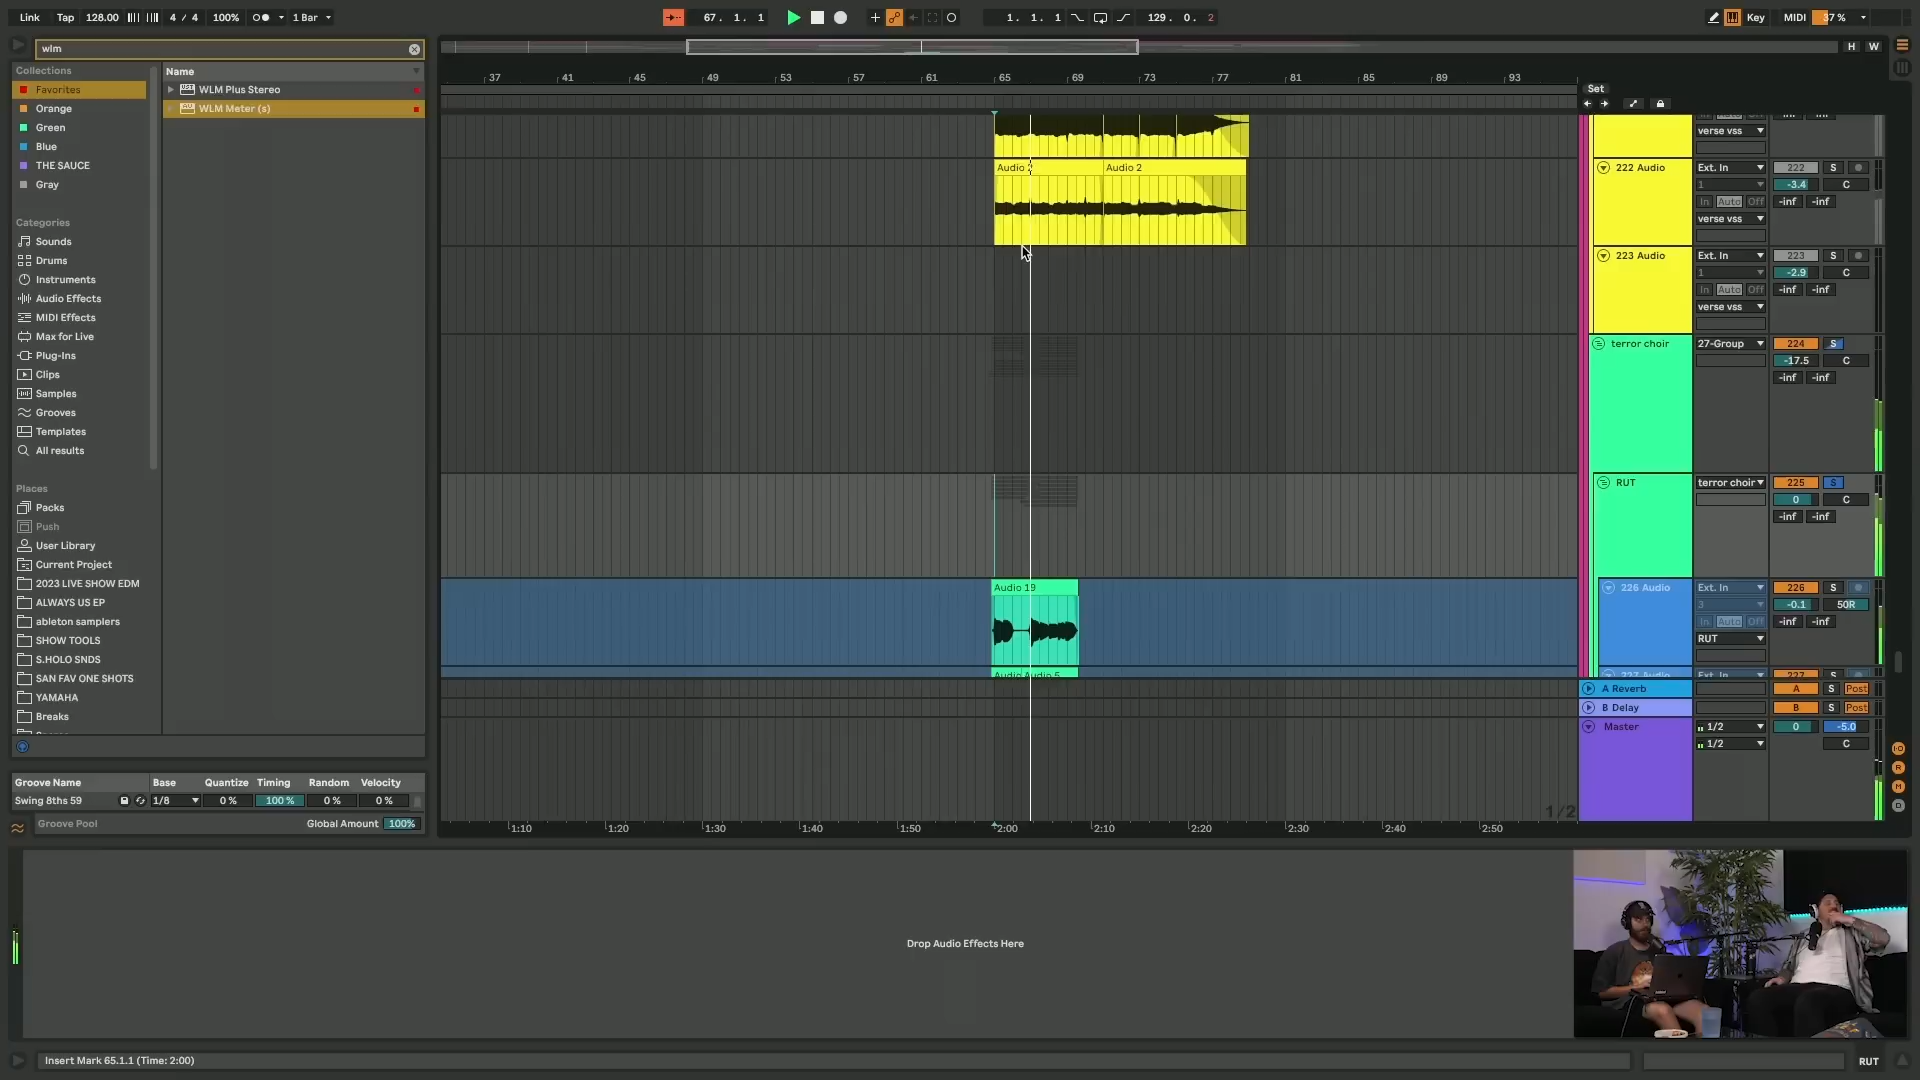 Link Tap 128.00 4 / 4 100% 1 Bar 67. 1. 1 1. 1. 1 129. 0. 2 Key MIDI 37 %
wlm H W
Collections Name
Favorites WLM Plus Stereo
Orange WLM Meter (s)
Green
Blue
THE SAUCE
Gray
Categories
Sounds
Drums
Instruments
Audio Effects
MIDI Effects
Max for Live
Plug-Ins
Clips
Samples
Grooves
Templates
All results
Places
Packs
Push
User Library
Current Project
2023 LIVE SHOW EDM
ALWAYS US EP
ableton samplers
SHOW TOOLS
S.HOLO SNDS
SAN FAV ONE SHOTS
YAMAHA
Breaks
Groove Name Base Quantize Timing Random Velocity
Swing 8ths 59 1/8 0 % 100 % 0 % 0 %
Groove Pool Global Amount 100%
37 41 45 49 53 57 61 65 69 73 77 81 85 89 93
Set
verse vss
Audio 2 Audio 2 222 Audio Ext. In 222 S
1 -3.4 C
In Auto Off -inf -inf
verse vss
223 Audio Ext. In 223 S
1 -2.9 C
In Auto Off -inf -inf
verse vss
terror choir 27-Group 224 S
-17.5 C
-inf -inf
RUT terror choir 225 S
0 C
-inf -inf
Audio 19 226 Audio Ext. In 226 S
3 -0.1 50R
In Auto Off -inf -inf
RUT
Audio Audio 5 227 Audio Ext. In 227 S
A Reverb A S Post
B Delay B S Post
Master 1/2 0 -5.0
1/2 C
1/2
1:10 1:20 1:30 1:40 1:50 2:00 2:10 2:20 2:30 2:40 2:50
I·O
R
M
D
Drop Audio Effects Here
Insert Mark 65.1.1 (Time: 2:00) RUT